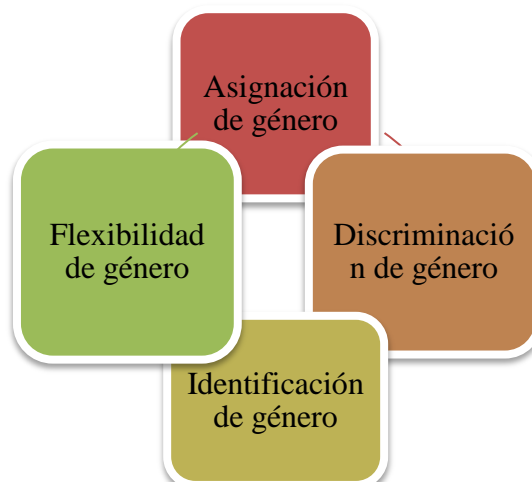 Asignación
de género
Flexibilidad
de género
Discriminació
n de género
Identificación
de género